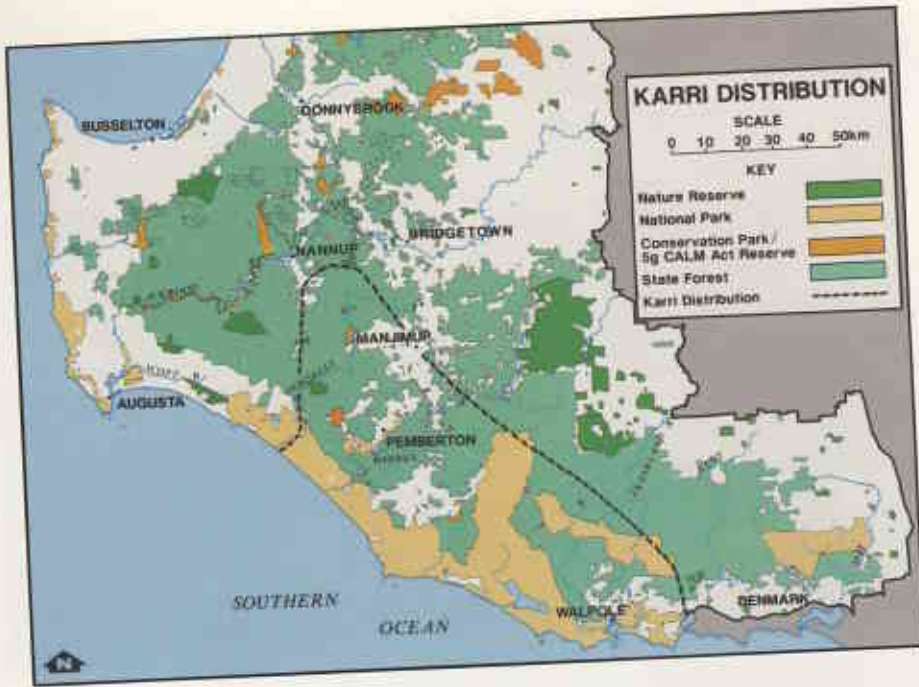 KARRI DISTRIBUTION
SCALE
0 10 20 30 40 50km
KEY
Nature Reserve
National Park
Conservation Park/
5g CALM Act Reserve
State Forest
Karri Distribution
BUSSELTON
DONNYBROOK
NANNUP
BRIDGETOWN
MANJIMUP
AUGUSTA
PEMBERTON
WALPOLE
DENMARK
SOUTHERN
OCEAN
N